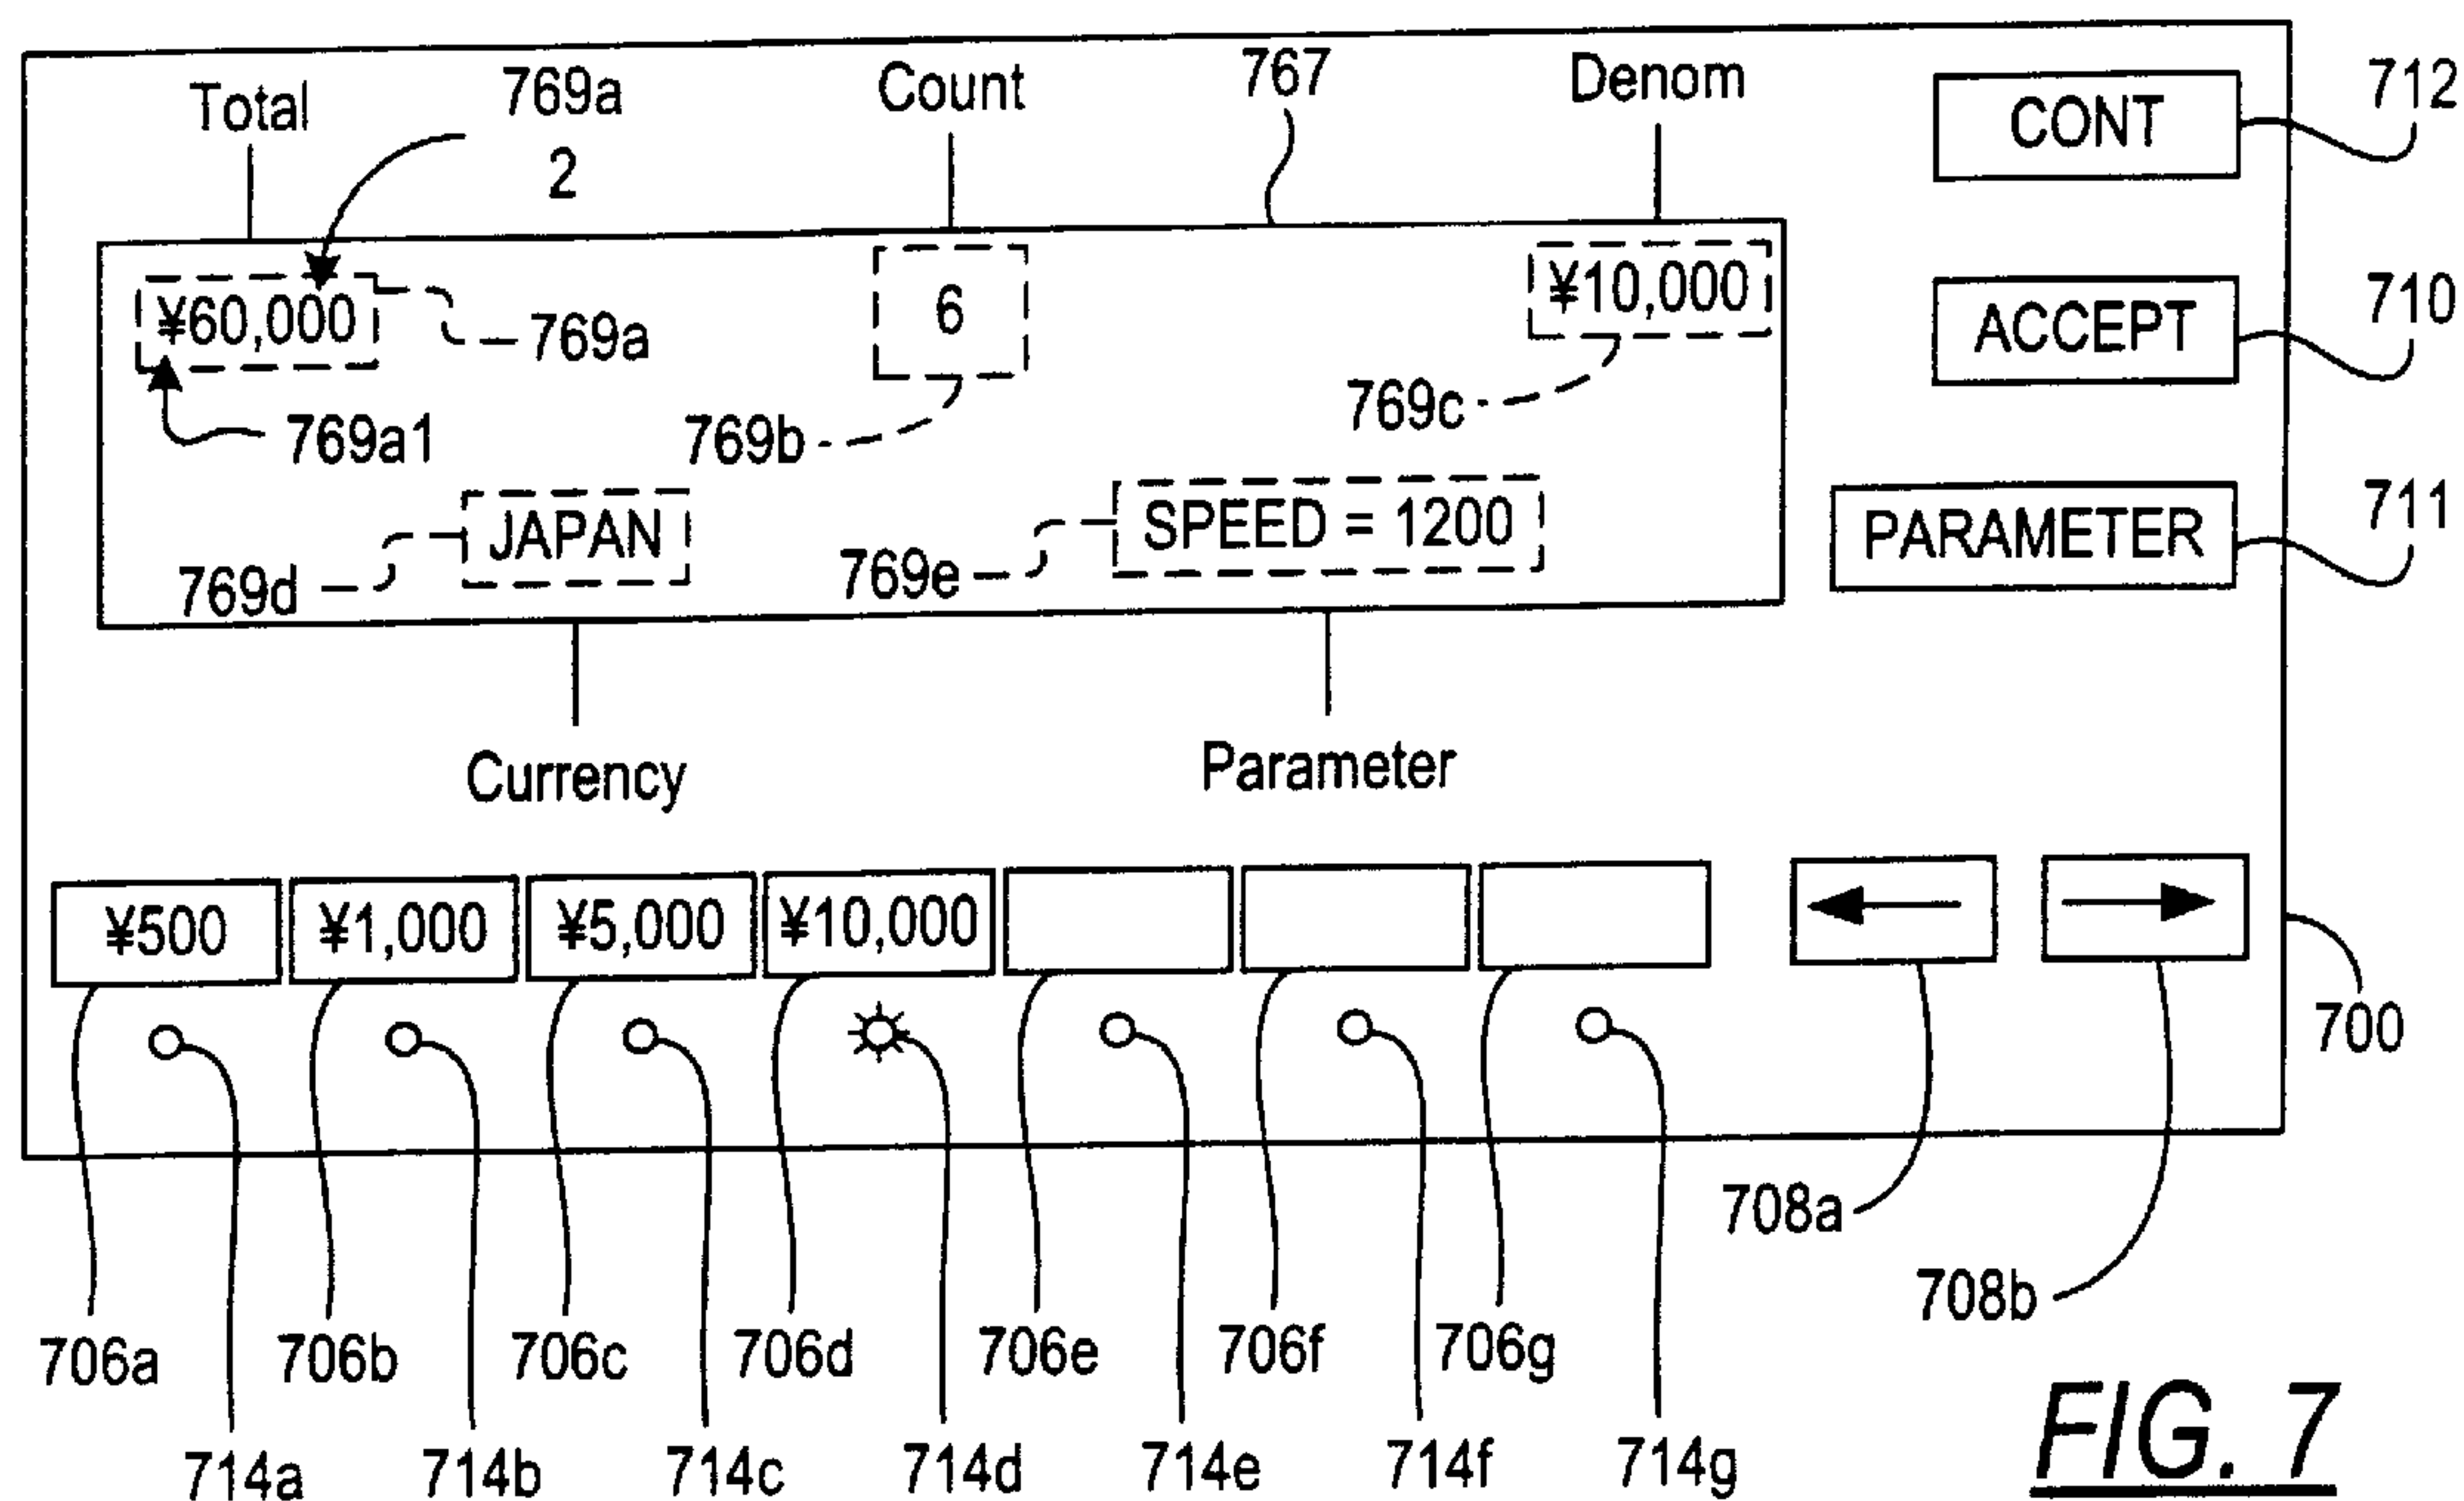 Total
769a
2
Count
767
Denom
CONT
712
¥60,000
769a
6
¥10,000
ACCEPT
710
769a1
769b
769c
JAPAN
769d
SPEED = 1200
769e
PARAMETER
711
Currency
Parameter
¥500
¥1,000
¥5,000
¥10,000
700
708a
708b
706a
706b
706c
706d
706e
706f
706g
714a
714b
714c
714d
714e
714f
714g
FIG. 7